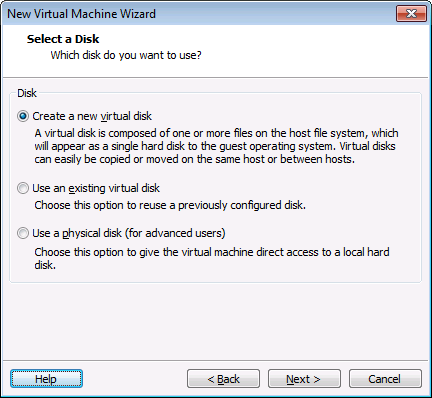 New Virtual Machine Wizard
Select a Disk
Which disk do you want to use?
Disk
Create a new virtual disk
A virtual disk is composed of one or more files on the host file system, which
will appear as a single hard disk to the guest operating system. Virtual disks
can easily be copied or moved on the same host or between hosts.
Use an existing virtual disk
Choose this option to reuse a previously configured disk.
Use a physical disk (for advanced users)
Choose this option to give the virtual machine direct access to a local hard
disk.
Help
< Back
Next >
Cancel